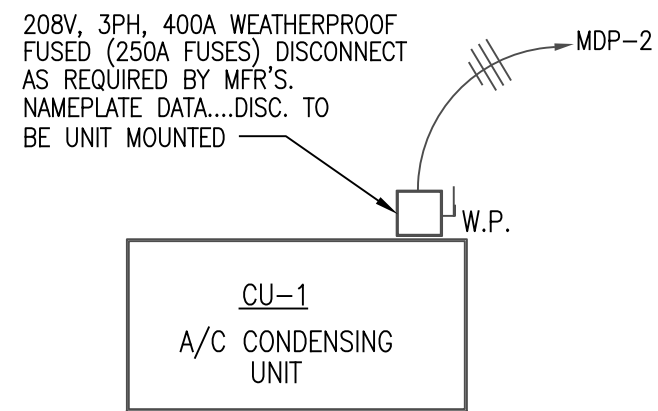 208V, 3PH, 400A WEATHERPROOF
FUSED (250A FUSES) DISCONNECT
AS REQUIRED BY MFR'S.
NAMEPLATE DATA....DISC. TO
BE UNIT MOUNTED
MDP-2
W.P.
CU-1
A/C CONDENSING
UNIT